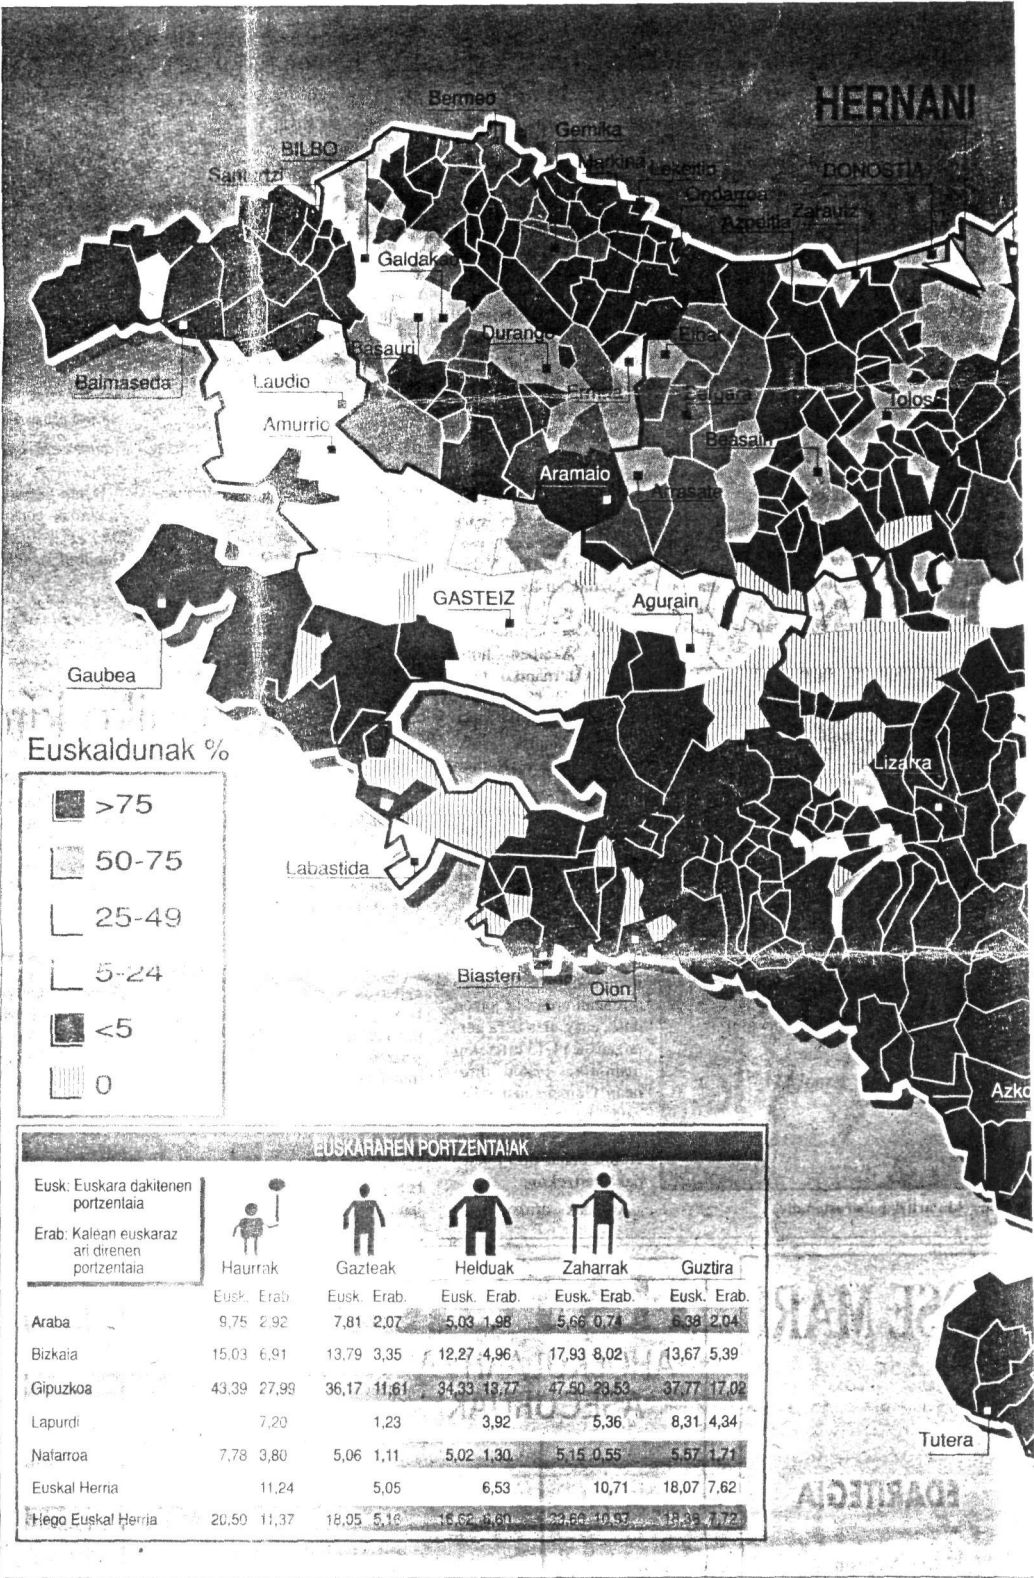 HERNANI
Bermeo
Gernika
BILBO
Markina
Lekeitio
DONOSTIA
Santurtzi
Ondarroa
Zarautz
Azpeitia
Galdakao
Durango
Eibar
Basauri
Balmaseda
Laudio
Ermua
Bergara
Tolosa
Amurrio
Beasain
Aramaio
Arrasate
GASTEIZ
Agurain
Gaubea
Lizarra
Labastida
Biasteri
Oion
Azko
Tutera
Euskaldunak %
>75
50-75
25-49
5-24
<5
0
EUSKARAREN PORTZENTAIAK
Eusk: Euskara dakitenen
portzentaia
Erab: Kalean euskaraz
ari direnen
portzentaia
Haurrak Gazteak Helduak Zaharrak Guztira
Eusk. Erab. Eusk. Erab. Eusk. Erab. Eusk. Erab. Eusk. Erab.
Araba 9,75 2,92 7,81 2,07 5,03 1,98 5,66 0,74 6,38 2,04
Bizkaia 15,03 6,91 13,79 3,35 12,27 4,96 17,93 8,02 13,67 5,39
Gipuzkoa 43,39 27,99 36,17 11,61 34,33 13,77 47,50 23,53 37,77 17,02
Lapurdi 7,20 1,23 3,92 5,36 8,31 4,34
Nafarroa 7,78 3,80 5,06 1,11 5,02 1,30 5,15 0,55 5,57 1,71
Euskal Herria 11,24 5,05 6,53 10,71 18,07 7,62
Hego Euskal Herria 20,50 11,37 18,05 5,16